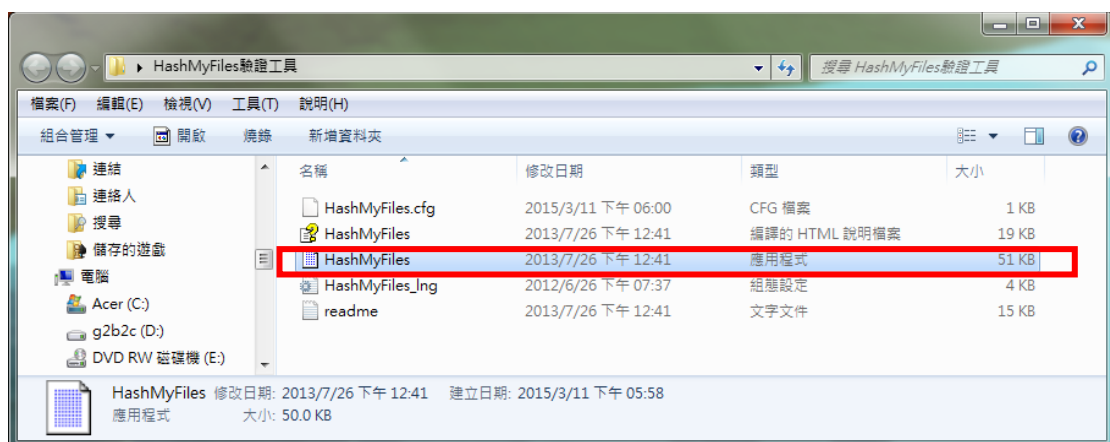 HashMyFiles驗證工具
搜尋 HashMyFiles驗證工具
檔案(F) 編輯(E) 檢視(V) 工具(T) 說明(H)
組合管理 開啟 燒錄 新增資料夾
連結
連絡人
搜尋
儲存的遊戲
電腦
Acer (C:)
g2b2c (D:)
DVD RW 磁碟機 (E:)
名稱 修改日期 類型 大小
HashMyFiles.cfg 2015/3/11 下午 06:00 CFG 檔案 1 KB
HashMyFiles 2013/7/26 下午 12:41 編譯的 HTML 說明檔案 19 KB
HashMyFiles 2013/7/26 下午 12:41 應用程式 51 KB
HashMyFiles_lng 2012/6/26 下午 07:37 組態設定 4 KB
readme 2013/7/26 下午 12:41 文字文件 15 KB
HashMyFiles 修改日期: 2013/7/26 下午 12:41 建立日期: 2015/3/11 下午 05:58
應用程式 大小: 50.0 KB